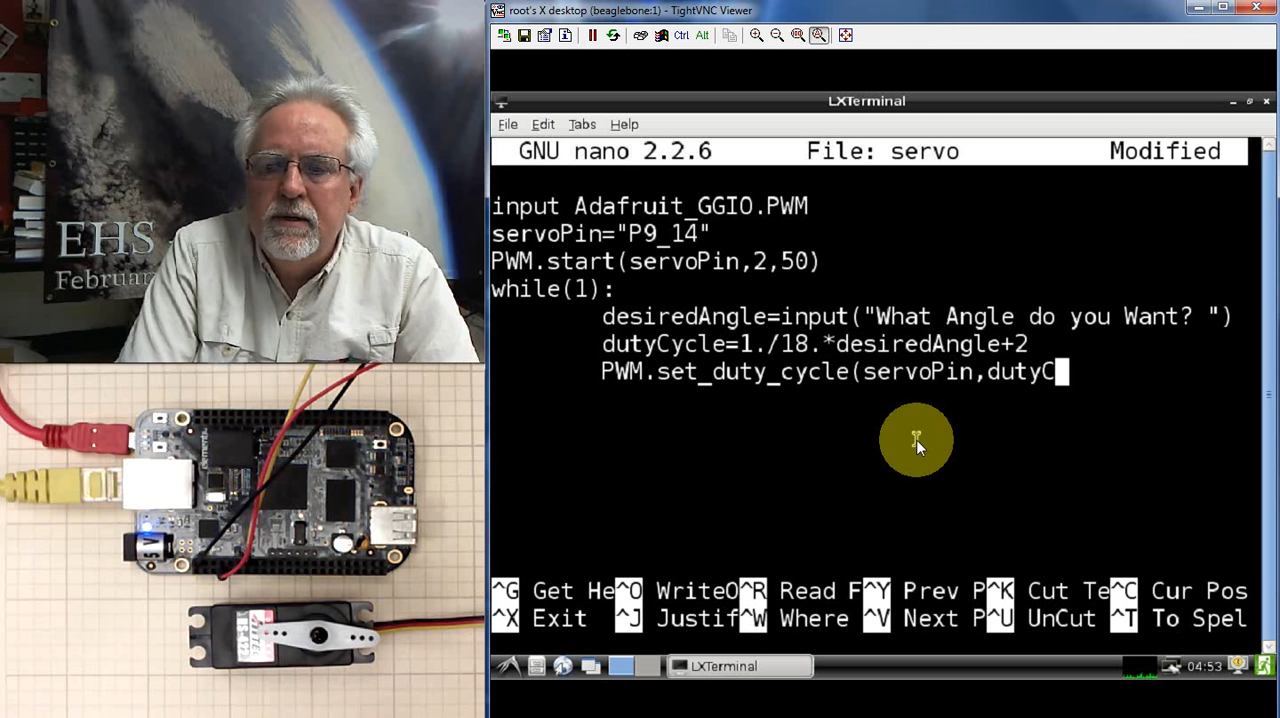 root's X desktop (beaglebone:1) - TightVNC Viewer
Ctrl Alt
LXTerminal
File Edit Tabs Help
GNU nano 2.2.6 File: servo Modified
input Adafruit_GGIO.PWM
servoPin="P9_14"
PWM.start(servoPin,2,50)
while(1):
desiredAngle=input("What Angle do you Want? ")
dutyCycle=1./18.*desiredAngle+2
PWM.set_duty_cycle(servoPin,dutyC
^G Get He^O WriteO^R Read F^Y Prev P^K Cut Te^C Cur Pos
^X Exit ^J Justif^W Where ^V Next P^U UnCut ^T To Spel
LXTerminal
04:53
EHS
Februar
5 V